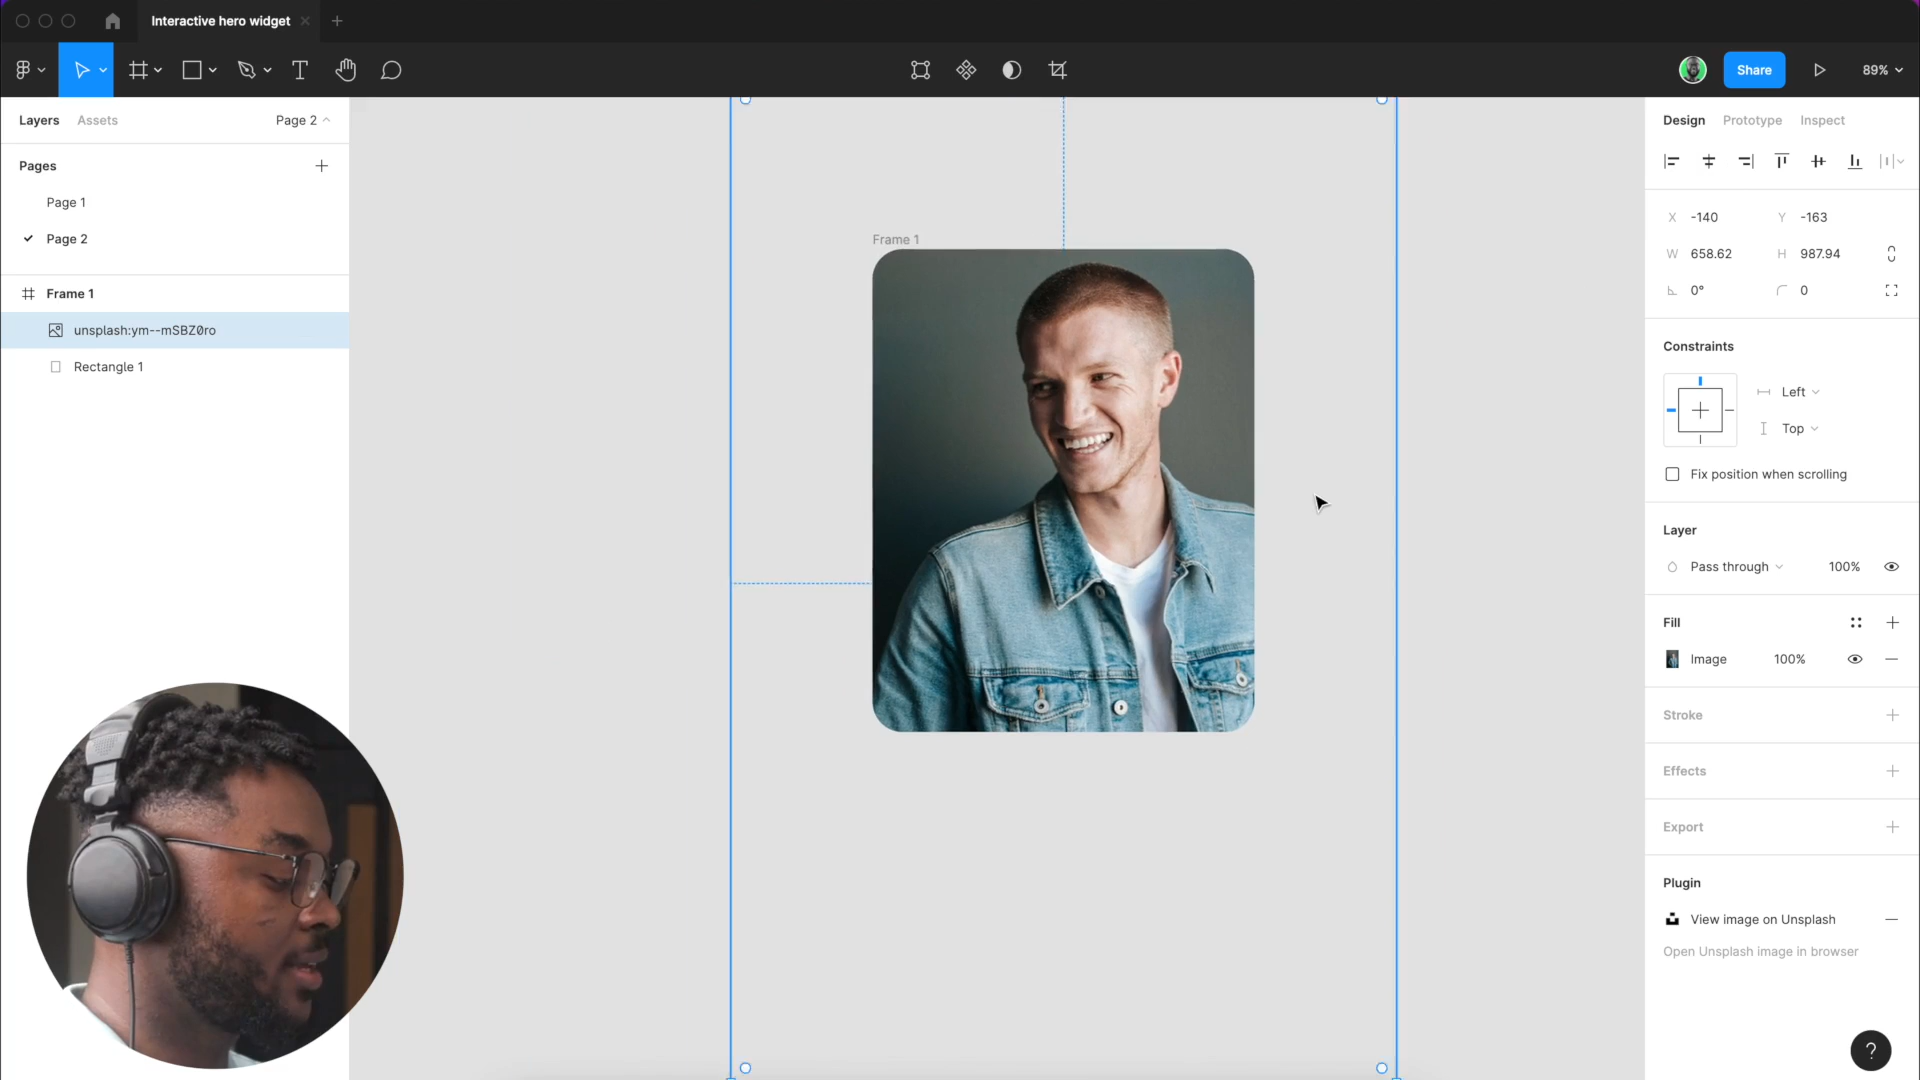 Interactive hero widget
Share
89%
Layers
Assets
Page 2
Pages
Page 1
Page 2
Frame 1
unsplash:ym--mSBZ0ro
Rectangle 1
Frame 1
Design
Prototype
Inspect
X -140
Y -163
W 658.62
H 987.94
0°
0
Constraints
Left
Top
Fix position when scrolling
Layer
Pass through
100%
Fill
Image
100%
Stroke
Effects
Export
Plugin
View image on Unsplash
Open Unsplash image in browser
?